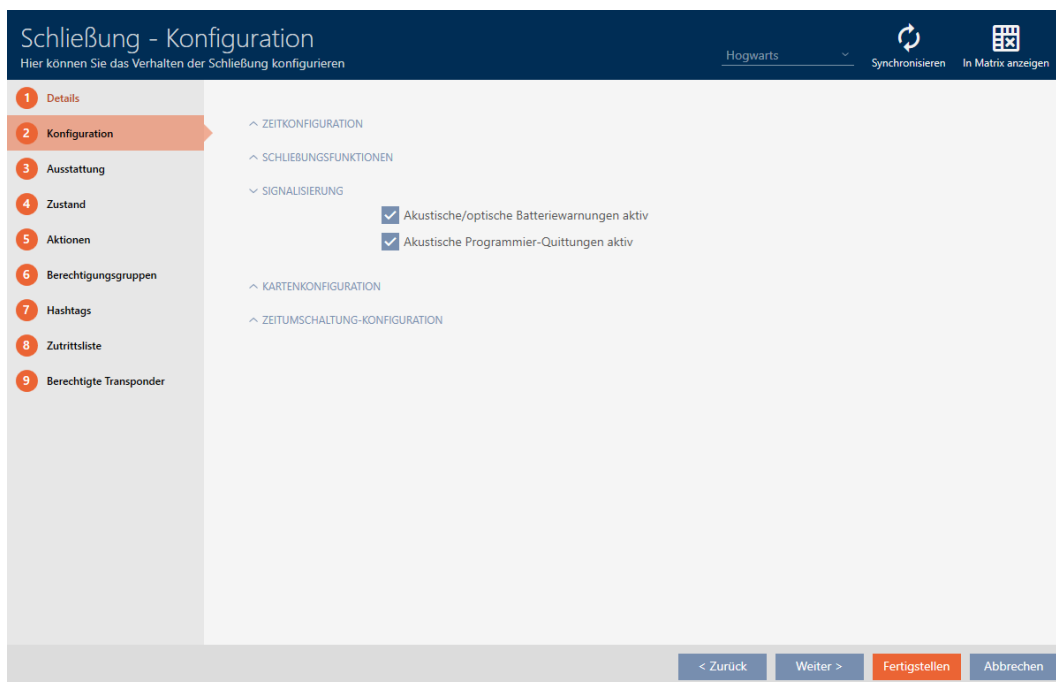 Schließung - Konfiguration
Hier können Sie das Verhalten der Schließung konfigurieren
Hogwarts
Synchronisieren
In Matrix anzeigen
1 Details
2 Konfiguration
3 Ausstattung
4 Zustand
5 Aktionen
6 Berechtigungsgruppen
7 Hashtags
8 Zutrittsliste
9 Berechtigte Transponder
ZEITKONFIGURATION
SCHLIEßUNGSFUNKTIONEN
SIGNALISIERUNG
Akustische/optische Batteriewarnungen aktiv
Akustische Programmier-Quittungen aktiv
KARTENKONFIGURATION
ZEITUMSCHALTUNG-KONFIGURATION
< Zurück
Weiter >
Fertigstellen
Abbrechen